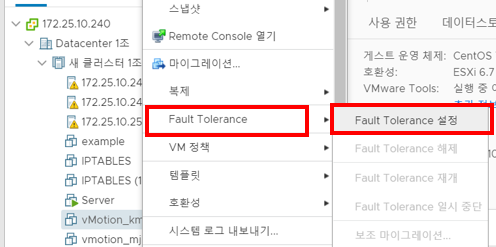 172.25.10.240
Datacenter 1조
새 클러스터 1조
172.25.10.24
172.25.10.24
172.25.10.25
example
IPTABLES
IPTABLES (1
Server
vMotion_km
vmotion_mj
스냅샷
Remote Console 열기
마이그레이션...
복제
Fault Tolerance
VM 정책
템플릿
호환성
시스템 로그 내보내기...
Fault Tolerance 설정
Fault Tolerance 해제
Fault Tolerance 재개
Fault Tolerance 일시 중단
보조 마이그레이션...
사용 권한
데이터스토
게스트 운영 체제: CentOS
호환성: ESXi 6.7
VMware Tools: 실행 중